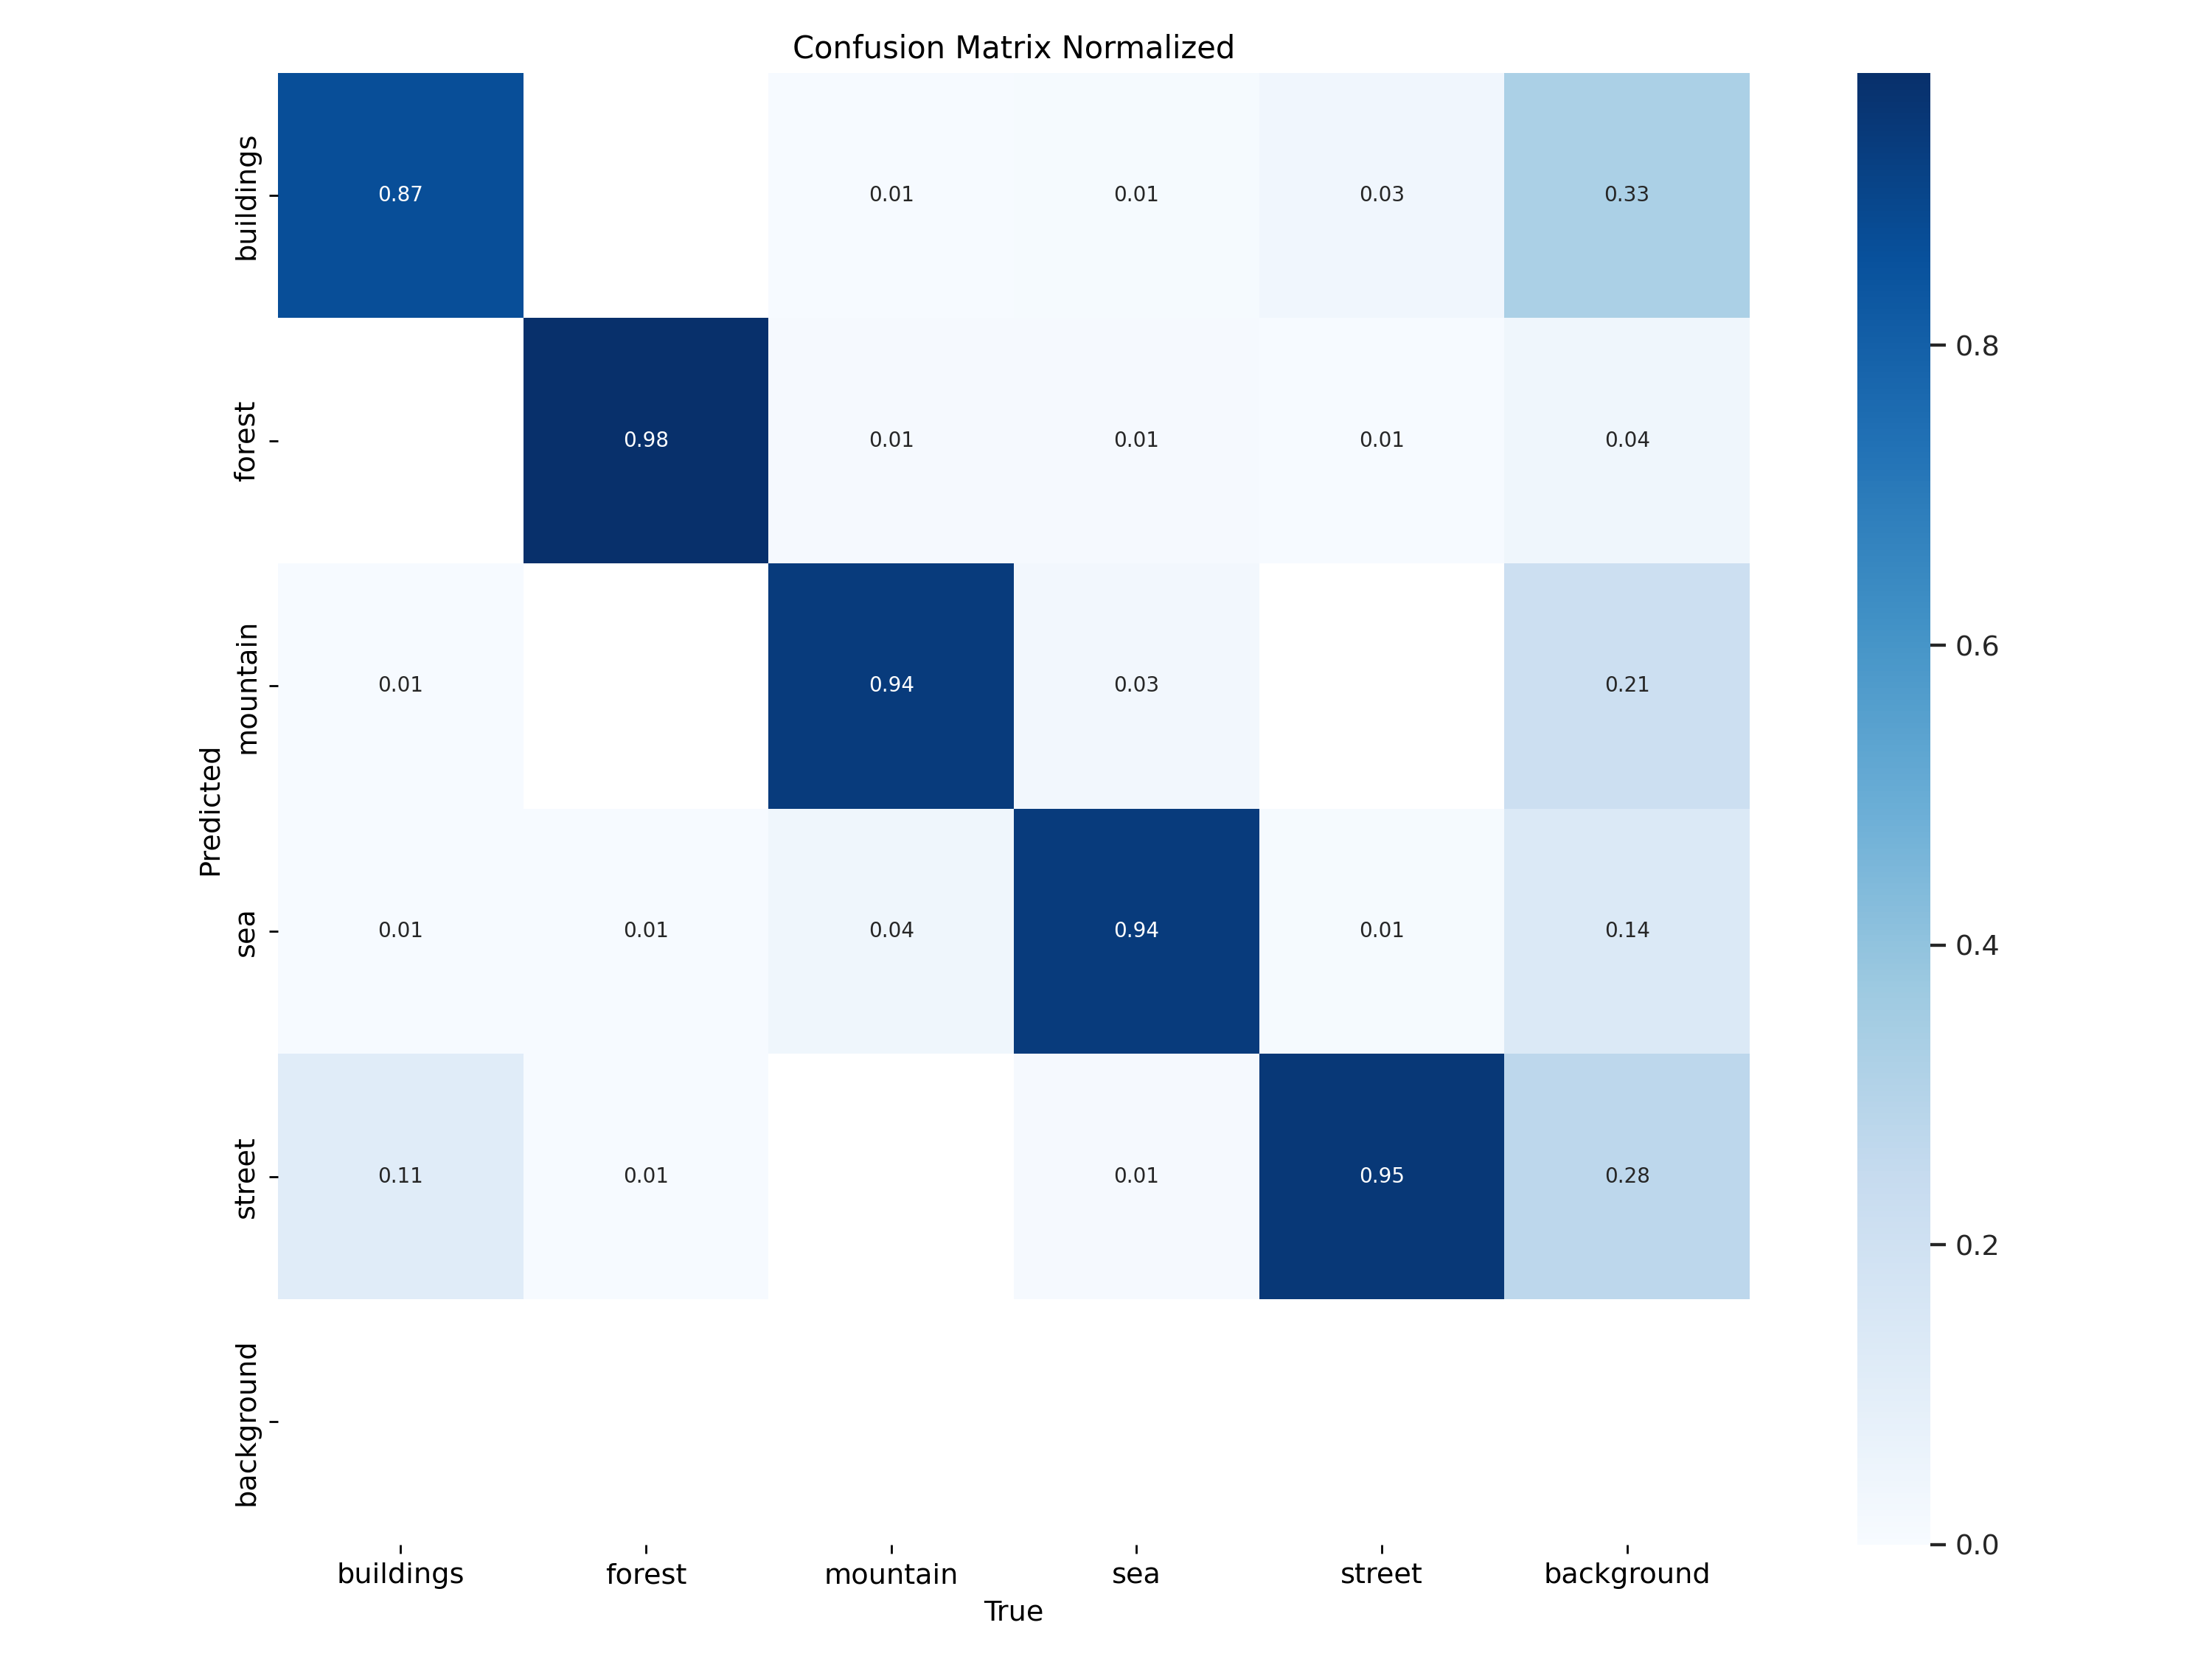 Confusion Matrix Normalized
buildings
0.87
0.01
0.01
0.03
0.33
forest
0.98
0.01
0.01
0.01
0.04
mountain
0.01
0.94
0.03
0.21
sea
0.01
0.01
0.04
0.94
0.01
0.14
street
0.11
0.01
0.01
0.95
0.28
background
Predicted
buildings
forest
mountain
sea
street
background
True
0.8
0.6
0.4
0.2
0.0